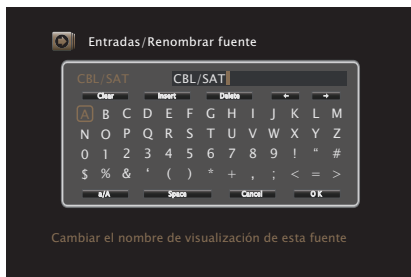 Entradas/Renombrar fuente
CBL/SAT CBL/SAT
Clear Insert Delete ← →
A B C D E F G H I J K L M
N O P Q R S T U V W X Y Z
0 1 2 3 4 5 6 7 8 9 ! “ #
$ % & ‘ ( ) * + , ; < = >
a/A Space Cancel OK
Cambiar el nombre de visualización de esta fuente